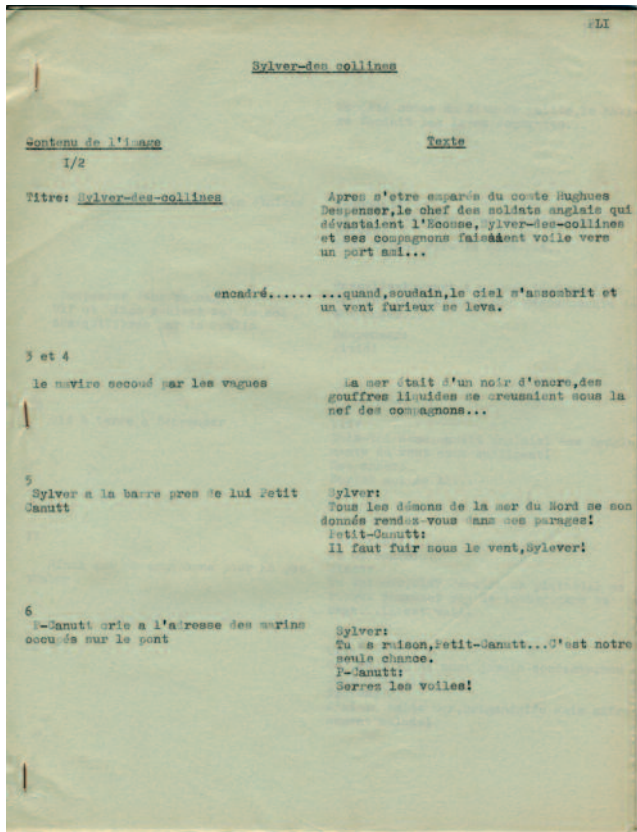 PLI
Sylver-des collines
Contenu de l'image
Texte
1/2
Titre: Sylver-des-collines
Apres s'etre emparés du comte Hughues
Despenser,le chef des soldats anglais qui
dévastaient l'Ecosse,Sylver-des-collines
et ses compagnons faisaient voile vers
un port ami...
encadré...... ...quand,soudain,le ciel s'assombrit et
un vent furieux se leva.
3 et 4
le navire secoué par les vagues
La mer était d'un noir d'encre,des
gouffres liquides se creusaient sous la
nef des compagnons...
5
Sylver a la barre pres de lui Petit
Canutt
Sylver:
Tous les démons de la mer du Nord se son
donnés rendez-vous dans ces parages!
Petit-Canutt:
Il faut fuir sous le vent,Sylever!
6
P-Canutt crie a l'adresse des marins
occupés sur le pont
Sylver:
Tu as raison,Petit-Canutt...C'est notre
seule chance.
P-Canutt:
Serrez les voiles!